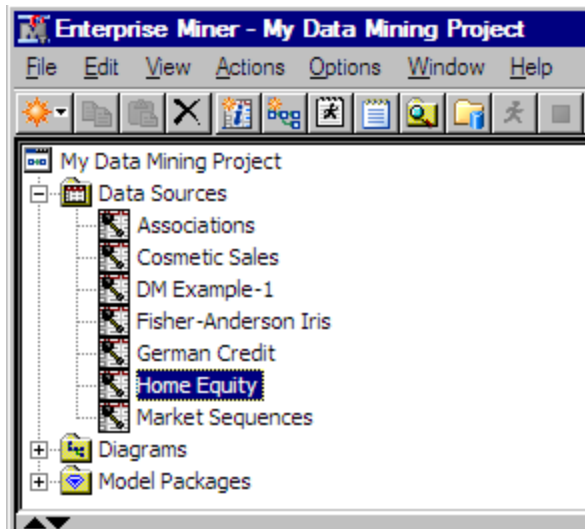 Enterprise Miner - My Data Mining Project
File Edit View Actions Options Window Help
My Data Mining Project
Data Sources
Associations
Cosmetic Sales
DM Example-1
Fisher-Anderson Iris
German Credit
Home Equity
Market Sequences
Diagrams
Model Packages